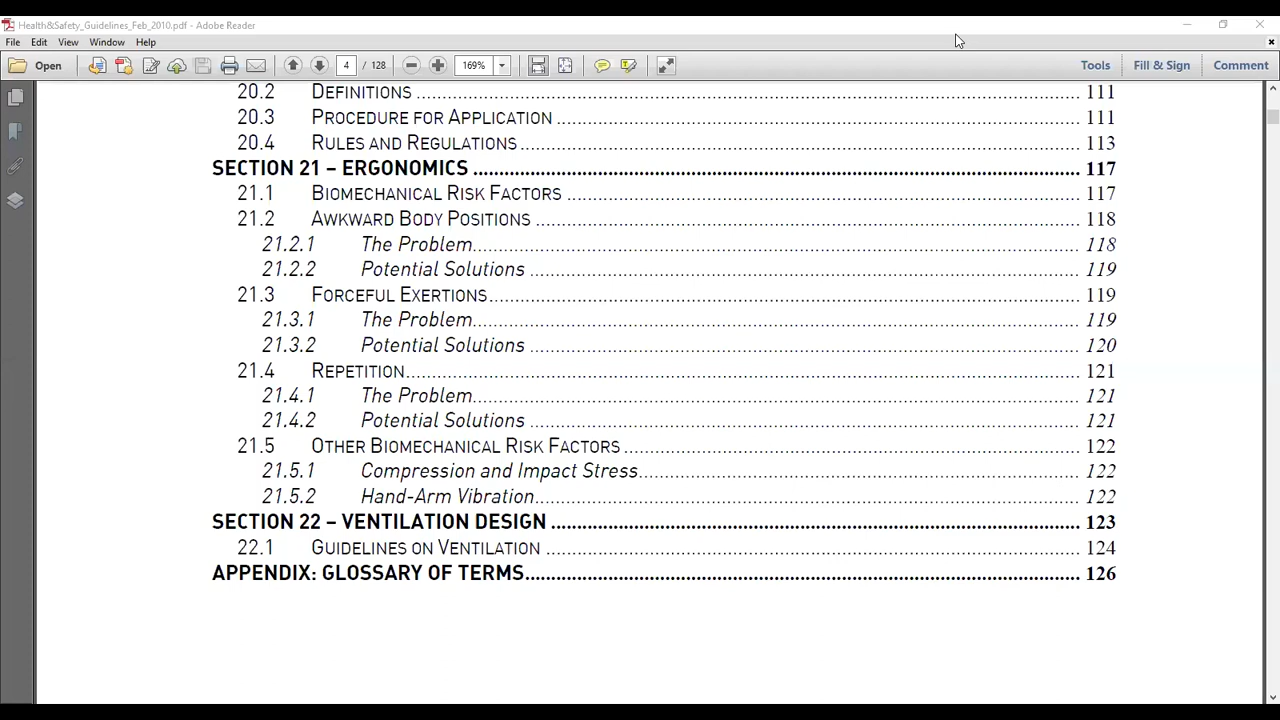 Health&Safety_Guidelines_Feb_2010.pdf - Adobe Reader
File Edit View Window Help
Open 4 / 128 169% Tools Fill & Sign Comment
20.2 DEFINITIONS 111
20.3 PROCEDURE FOR APPLICATION 111
20.4 RULES AND REGULATIONS 113
SECTION 21 – ERGONOMICS 117
21.1 BIOMECHANICAL RISK FACTORS 117
21.2 AWKWARD BODY POSITIONS 118
21.2.1 The Problem 118
21.2.2 Potential Solutions 119
21.3 FORCEFUL EXERTIONS 119
21.3.1 The Problem 119
21.3.2 Potential Solutions 120
21.4 REPETITION 121
21.4.1 The Problem 121
21.4.2 Potential Solutions 121
21.5 OTHER BIOMECHANICAL RISK FACTORS 122
21.5.1 Compression and Impact Stress 122
21.5.2 Hand-Arm Vibration 122
SECTION 22 – VENTILATION DESIGN 123
22.1 GUIDELINES ON VENTILATION 124
APPENDIX: GLOSSARY OF TERMS 126